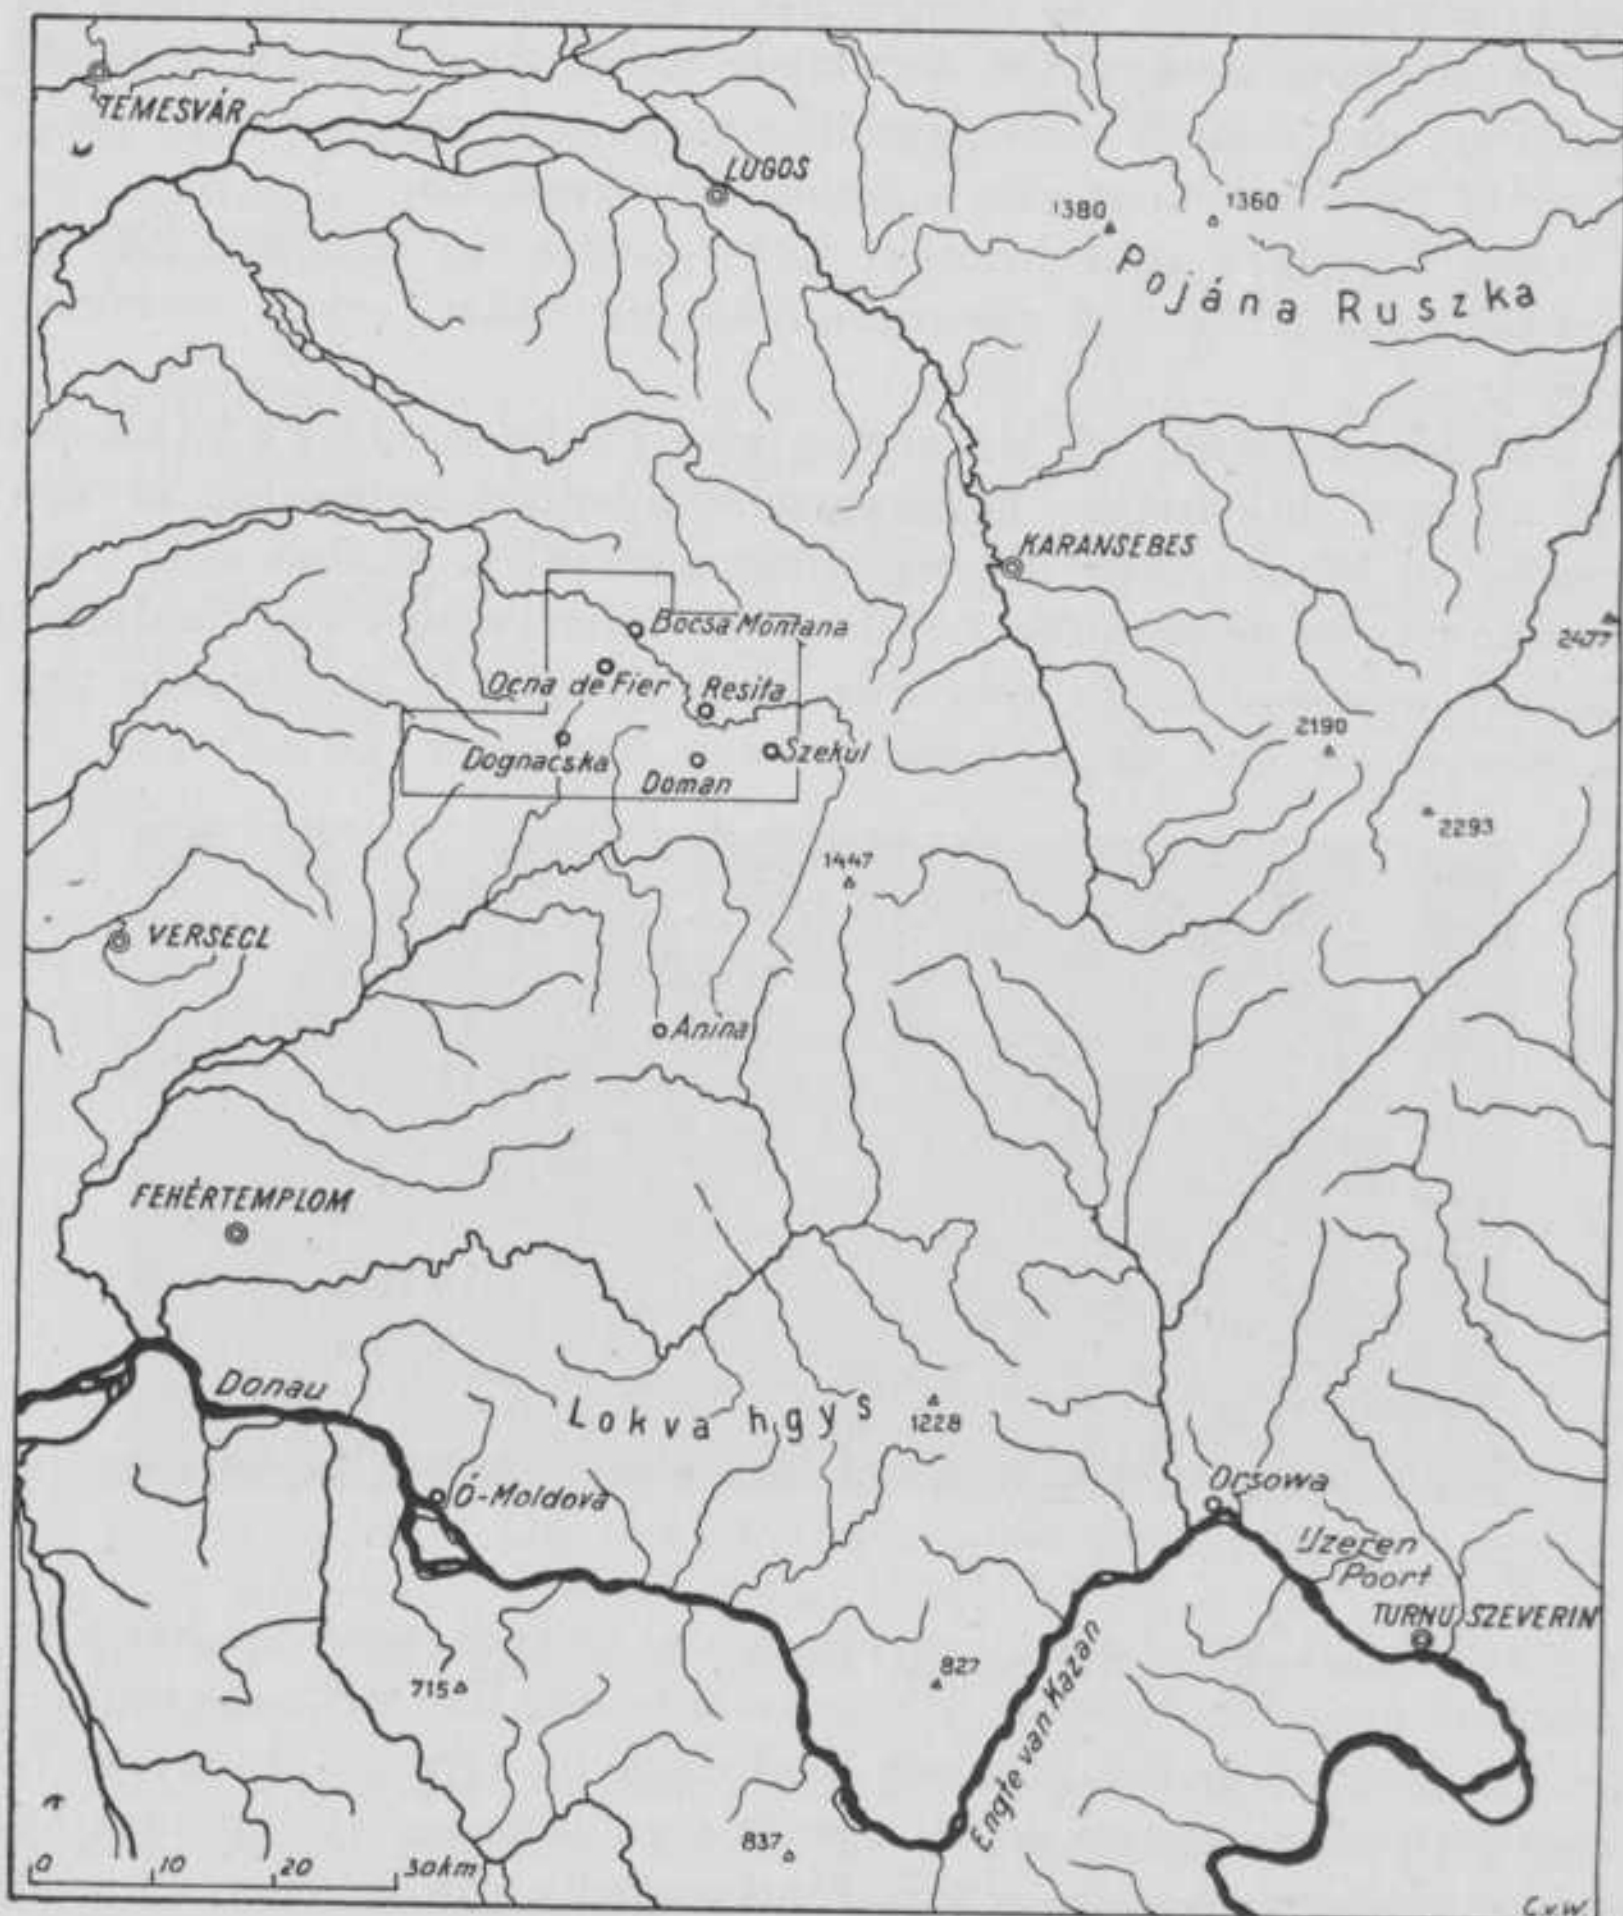 TEMESVÁR
LUGOS
1380
1360
Pojána Ruszka
KARANSEBES
2477
Bocsa Montana
Ocna de Fier
Resita
2190
Dognacska
Szekul
Doman
2293
1447
VERSECZ
Anina
FEHÉRTEMPLOM
Donau
Lokva hgys
1228
Ó-Moldova
Orsowa
IJzeren
Poort
TURNU SZEVERIN
715
827
Engte van Kazan
837
0 10 20 30km
C.v.W.